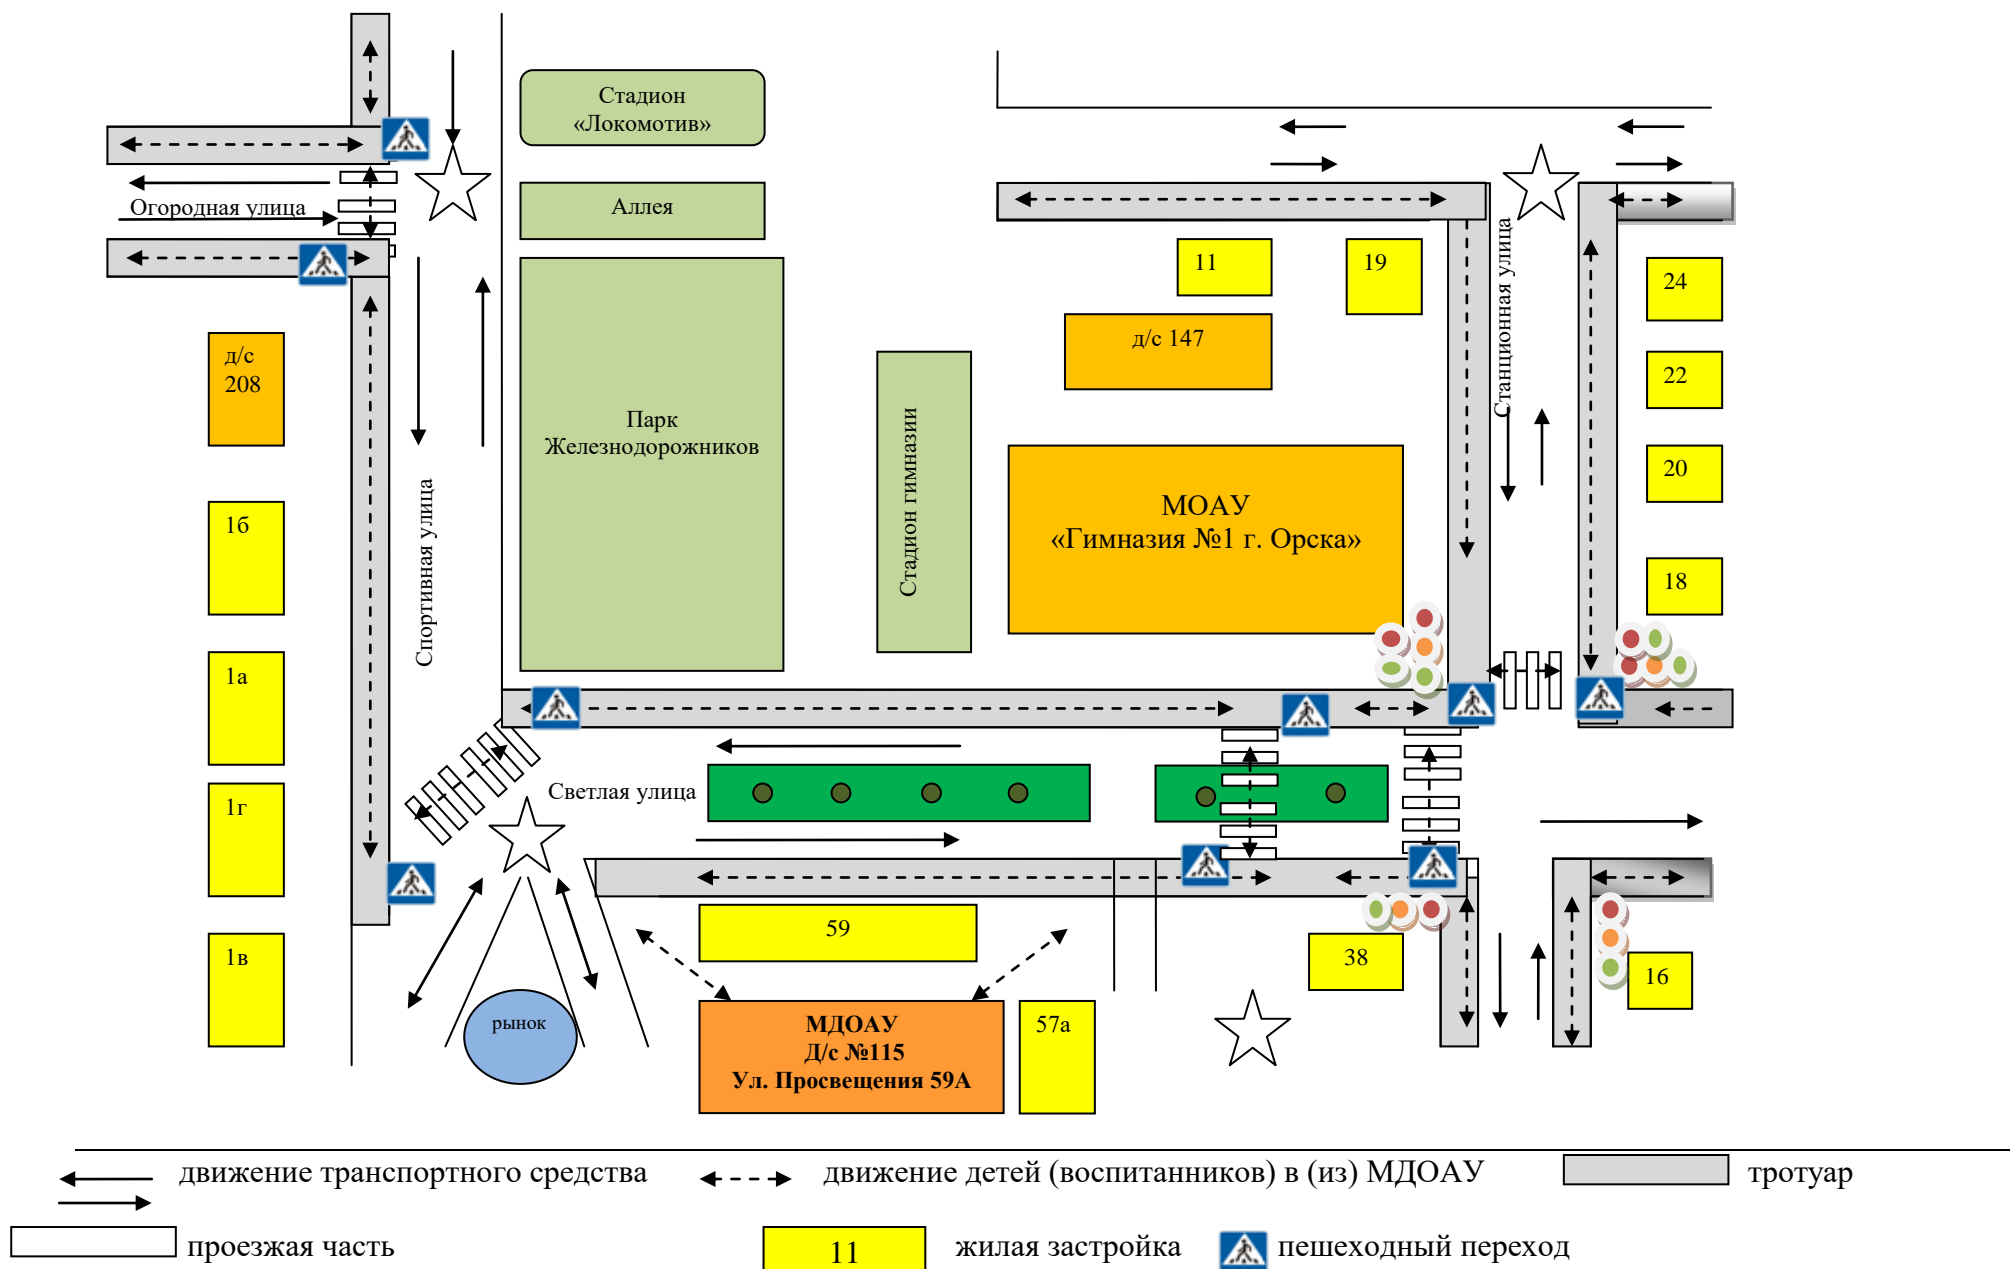 Стадион
«Локомотив»
Огородная улица
Аллея
11
19
24
д/с 147
22
д/с
208
Парк
Железнодорожников
Станционная улица
20
Стадион гимназии
МОАУ
«Гимназия №1 г. Орска»
1б
Спортивная улица
18
1а
Светлая улица
1г
59
38
1в
16
рынок
МДОАУ
Д/с №115
Ул. Просвещения 59А
57а
движение транспортного средства
движение детей (воспитанников) в (из) МДОАУ
тротуар
проезжая часть
11
жилая застройка
пешеходный переход